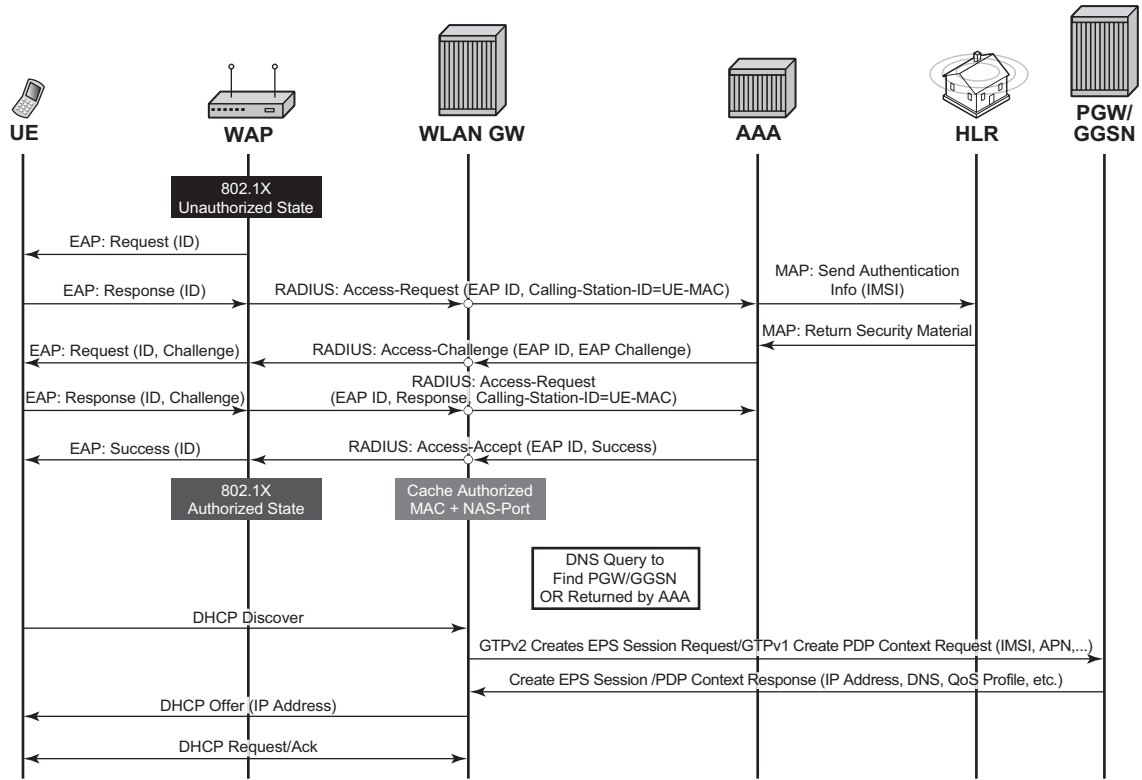 UE
WAP
WLAN GW
AAA
HLR
PGW/
GGSN
802.1X
Unauthorized State
EAP: Request (ID)
EAP: Response (ID)
RADIUS: Access-Request (EAP ID, Calling-Station-ID=UE-MAC)
MAP: Send Authentication
Info (IMSI)
MAP: Return Security Material
EAP: Request (ID, Challenge)
RADIUS: Access-Challenge (EAP ID, EAP Challenge)
EAP: Response (ID, Challenge)
RADIUS: Access-Request
(EAP ID, Response, Calling-Station-ID=UE-MAC)
EAP: Success (ID)
RADIUS: Access-Accept (EAP ID, Success)
802.1X
Authorized State
Cache Authorized
MAC + NAS-Port
DNS Query to
Find PGW/GGSN
OR Returned by AAA
DHCP Discover
GTPv2 Creates EPS Session Request/GTPv1 Create PDP Context Request (IMSI, APN,...)
Create EPS Session /PDP Context Response (IP Address, DNS, QoS Profile, etc.)
DHCP Offer (IP Address)
DHCP Request/Ack